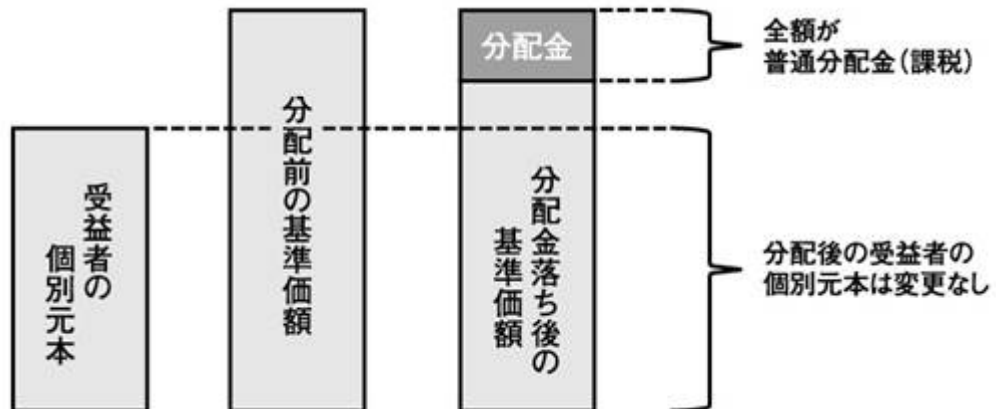 受益者の
個別元本
分配前の基準価額
分配金
分配金落ち後の
基準価額
全額が
普通分配金（課税）
分配後の受益者の
個別元本は変更なし